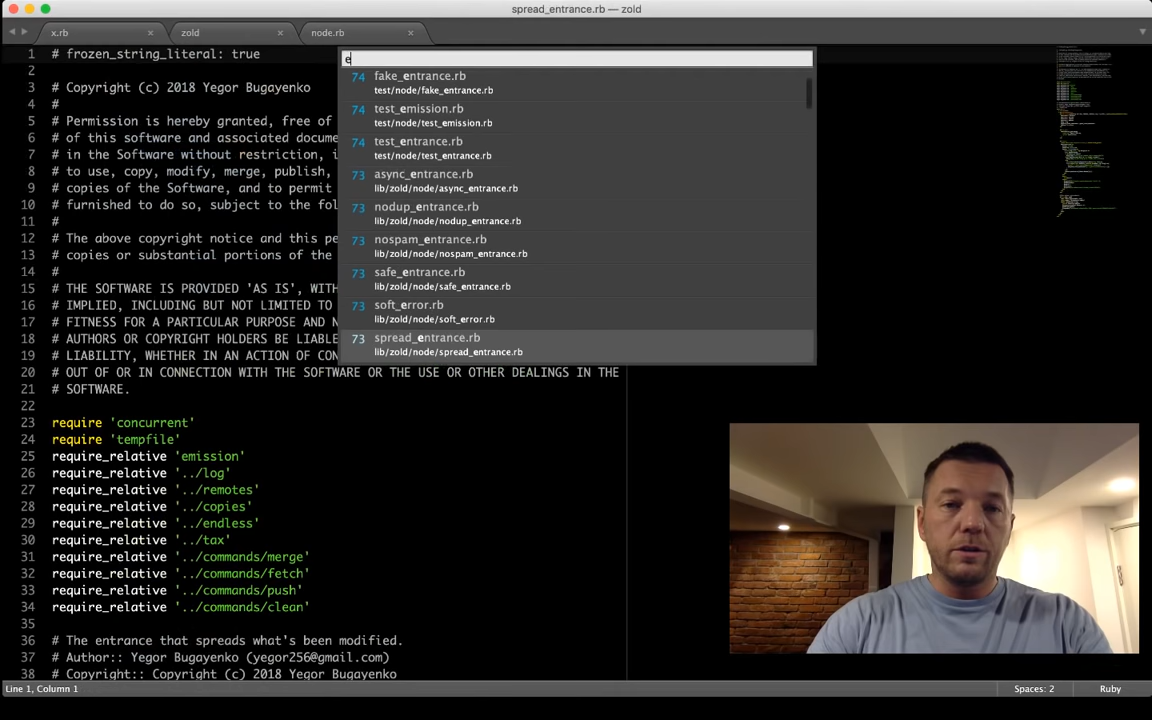 spread_entrance.rb — zold
x.rb
zold
node.rb
e
74 fake_entrance.rb
test/node/fake_entrance.rb
74 test_emission.rb
test/node/test_emission.rb
74 test_entrance.rb
test/node/test_entrance.rb
73 async_entrance.rb
lib/zold/node/async_entrance.rb
73 nodup_entrance.rb
lib/zold/node/nodup_entrance.rb
73 nospam_entrance.rb
lib/zold/node/nospam_entrance.rb
73 safe_entrance.rb
lib/zold/node/safe_entrance.rb
73 soft_error.rb
lib/zold/node/soft_error.rb
73 spread_entrance.rb
lib/zold/node/spread_entrance.rb
1 # frozen_string_literal: true
2
3 # Copyright (c) 2018 Yegor Bugayenko
4 #
5 # Permission is hereby granted, free of
6 # of this software and associated docume
7 # in the Software without restriction, i
8 # to use, copy, modify, merge, publish,
9 # copies of the Software, and to permit
10 # furnished to do so, subject to the fol
11 #
12 # The above copyright notice and this pe
13 # copies or substantial portions of the
14 #
15 # THE SOFTWARE IS PROVIDED 'AS IS', WITH
16 # IMPLIED, INCLUDING BUT NOT LIMITED TO
17 # FITNESS FOR A PARTICULAR PURPOSE AND N
18 # AUTHORS OR COPYRIGHT HOLDERS BE LIABLE
19 # LIABILITY, WHETHER IN AN ACTION OF CON
20 # OUT OF OR IN CONNECTION WITH THE SOFTWARE OR THE USE OR OTHER DEALINGS IN THE
21 # SOFTWARE.
22
23 require 'concurrent'
24 require 'tempfile'
25 require_relative 'emission'
26 require_relative '../log'
27 require_relative '../remotes'
28 require_relative '../copies'
29 require_relative '../endless'
30 require_relative '../tax'
31 require_relative '../commands/merge'
32 require_relative '../commands/fetch'
33 require_relative '../commands/push'
34 require_relative '../commands/clean'
35
36 # The entrance that spreads what's been modified.
37 # Author:: Yegor Bugayenko (yegor256@gmail.com)
38 # Copyright:: Copyright (c) 2018 Yegor Bugayenko
Line 1, Column 1
Spaces: 2
Ruby